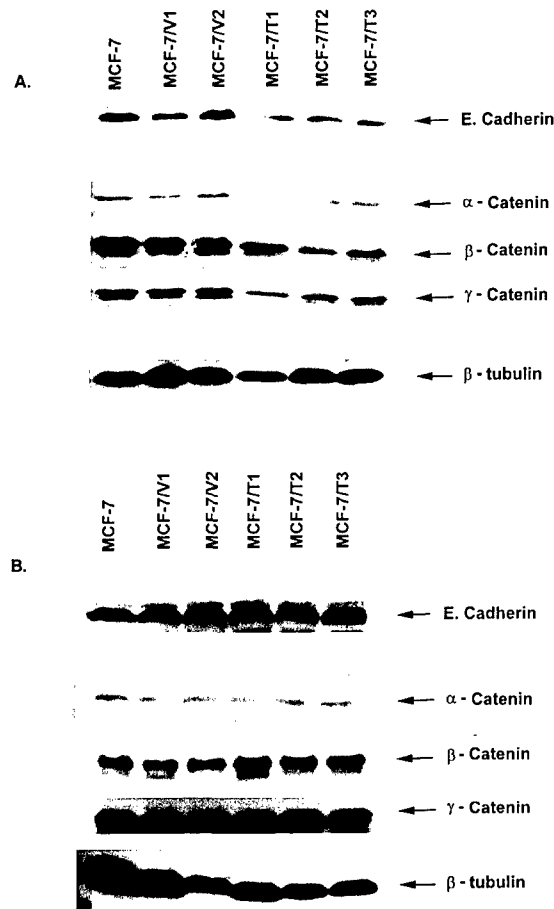 MCF-7
MCF-7/V1
MCF-7/V2
MCF-7/T1
MCF-7/T2
MCF-7/T3
A.
E. Cadherin
α - Catenin
β - Catenin
γ - Catenin
β - tubulin
MCF-7
MCF-7/V1
MCF-7/V2
MCF-7/T1
MCF-7/T2
MCF-7/T3
B.
E. Cadherin
α - Catenin
β - Catenin
γ - Catenin
β - tubulin